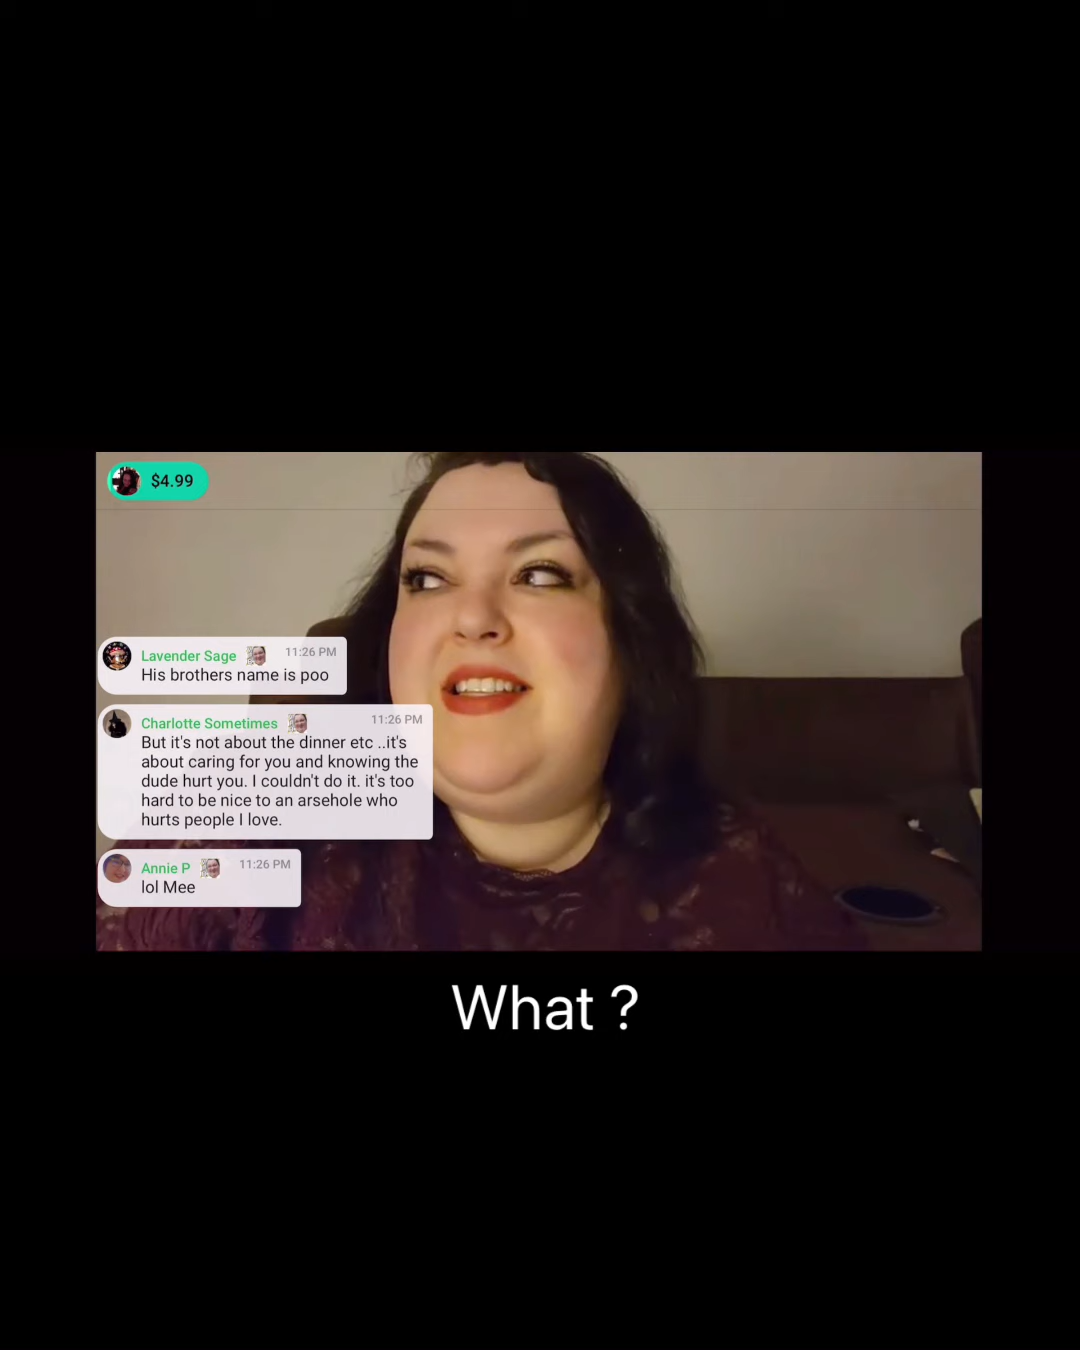 $4.99
Lavender Sage 11:26 PM
His brothers name is poo
Charlotte Sometimes 11:26 PM
But it's not about the dinner etc ..it's
about caring for you and knowing the
dude hurt you. I couldn't do it. it's too
hard to be nice to an arsehole who
hurts people I love.
Annie P 11:26 PM
lol Mee
What ?